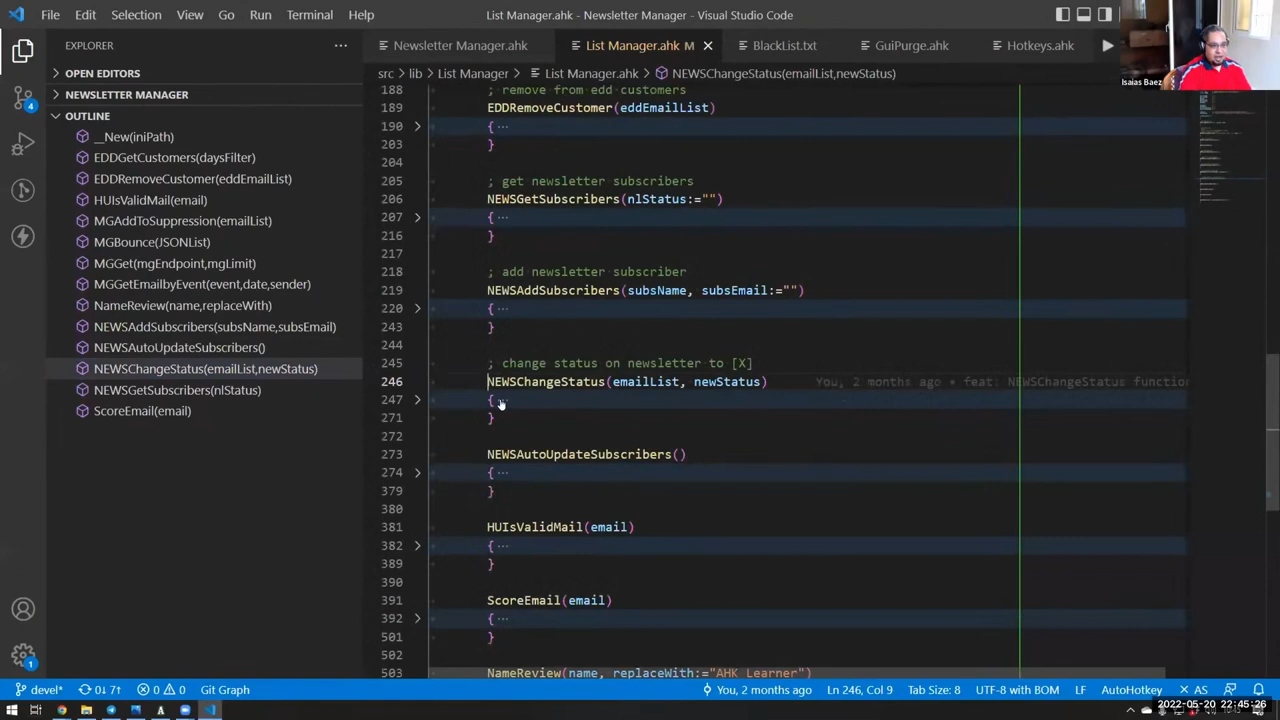 File Edit Selection View Go Run Terminal Help
List Manager.ahk - Newsletter Manager - Visual Studio Code
EXPLORER
OPEN EDITORS
NEWSLETTER MANAGER
OUTLINE
__New(iniPath)
EDDGetCustomers(daysFilter)
EDDRemoveCustomer(eddEmailList)
HUIsValidMail(email)
MGAddToSuppression(emailList)
MGBounce(JSONList)
MGGet(mgEndpoint,mgLimit)
MGGetEmailbyEvent(event,date,sender)
NameReview(name,replaceWith)
NEWSAddSubscribers(subsName,subsEmail)
NEWSAutoUpdateSubscribers()
NEWSChangeStatus(emailList,newStatus)
NEWSGetSubscribers(nlStatus)
ScoreEmail(email)
Newsletter Manager.ahk List Manager.ahk M BlackList.txt GuiPurge.ahk Hotkeys.ahk
Isaias Baez
src > lib > List Manager > List Manager.ahk > NEWSChangeStatus(emailList,newStatus)
188 ; remove from edd customers
189 EDDRemoveCustomer(eddEmailList)
190 { ...
203 }
204
205 ; get newsletter subscribers
206 NEWSGetSubscribers(nlStatus:="")
207 { ...
216 }
217
218 ; add newsletter subscriber
219 NEWSAddSubscribers(subsName, subsEmail:="")
220 { ...
243 }
244
245 ; change status on newsletter to [X]
246 NEWSChangeStatus(emailList, newStatus) You, 2 months ago • feat: NEWSChangeStatus function
247 { ...
271 }
272
273 NEWSAutoUpdateSubscribers()
274 { ...
379 }
380
381 HUIsValidMail(email)
382 { ...
389 }
390
391 ScoreEmail(email)
392 { ...
501 }
502
503 NameReview(name, replaceWith:="AHK Learner")
4
1
devel* 0↓ 7↑ 0 0 Git Graph
You, 2 months ago Ln 246, Col 9 Tab Size: 8 UTF-8 with BOM LF AutoHotkey AS
2022-05-20 22:45:26